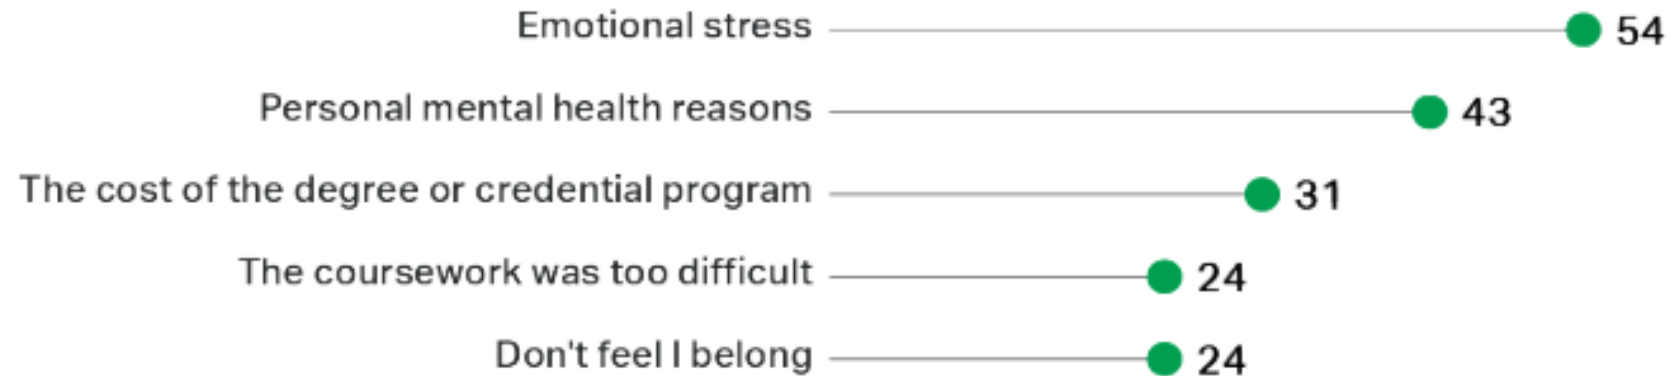 Emotional stress 54
Personal mental health reasons 43
The cost of the degree or credential program 31
The coursework was too difficult 24
Don't feel I belong 24